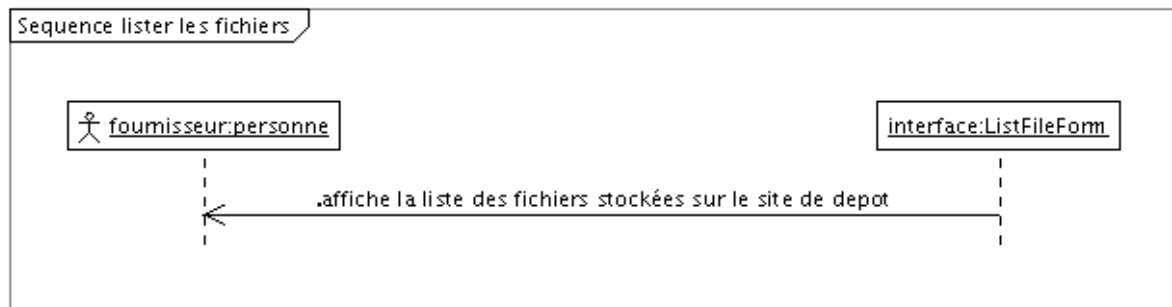 Sequence lister les fichiers
fournisseur:personne
interface:ListFileForm
.affiche la liste des fichiers stockées sur le site de depot